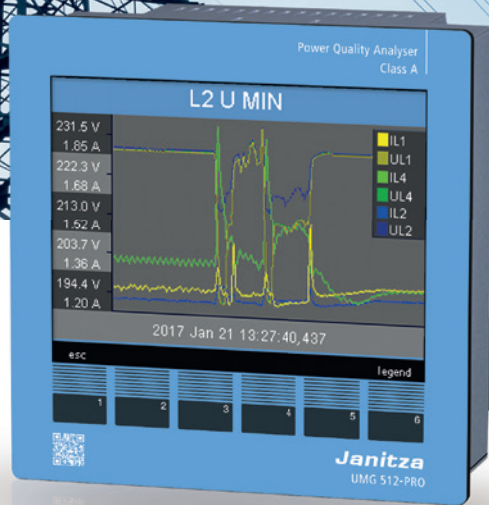 Power Quality Analyser
Class A
L2 U MIN
231.5 V
1.85 A
222.3 V
1.68 A
213.0 V
1.52 A
203.7 V
1.36 A
194.4 V
1.20 A
IL1
UL1
IL4
UL4
IL2
UL2
2017 Jan 21 13:27:40,437
esc
legend
1
2
3
4
5
6
Janitza
UMG 512-PRO